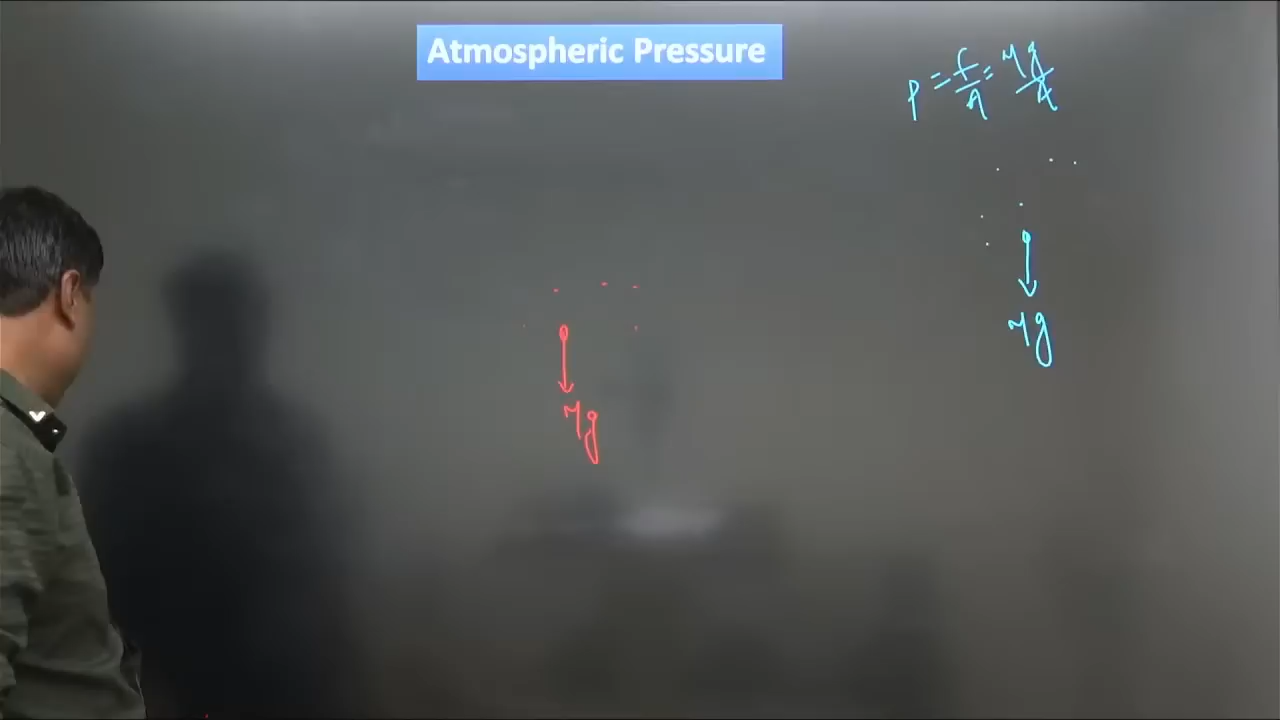 Atmospheric Pressure
P = F/A = Mg/A
Mg
Mg